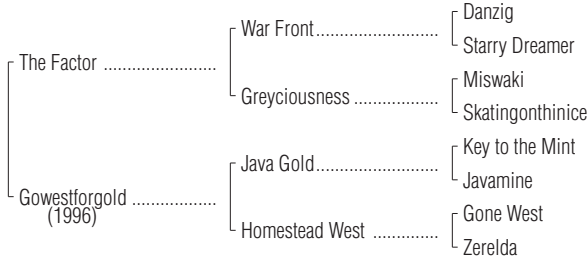 Danzig
War Front
Starry Dreamer
The Factor
Miswaki
Greyciousness
Skatingonthinice
Key to the Mint
Java Gold
Javamine
Gowestforgold
(1996)
Gone West
Homestead West
Zerelda